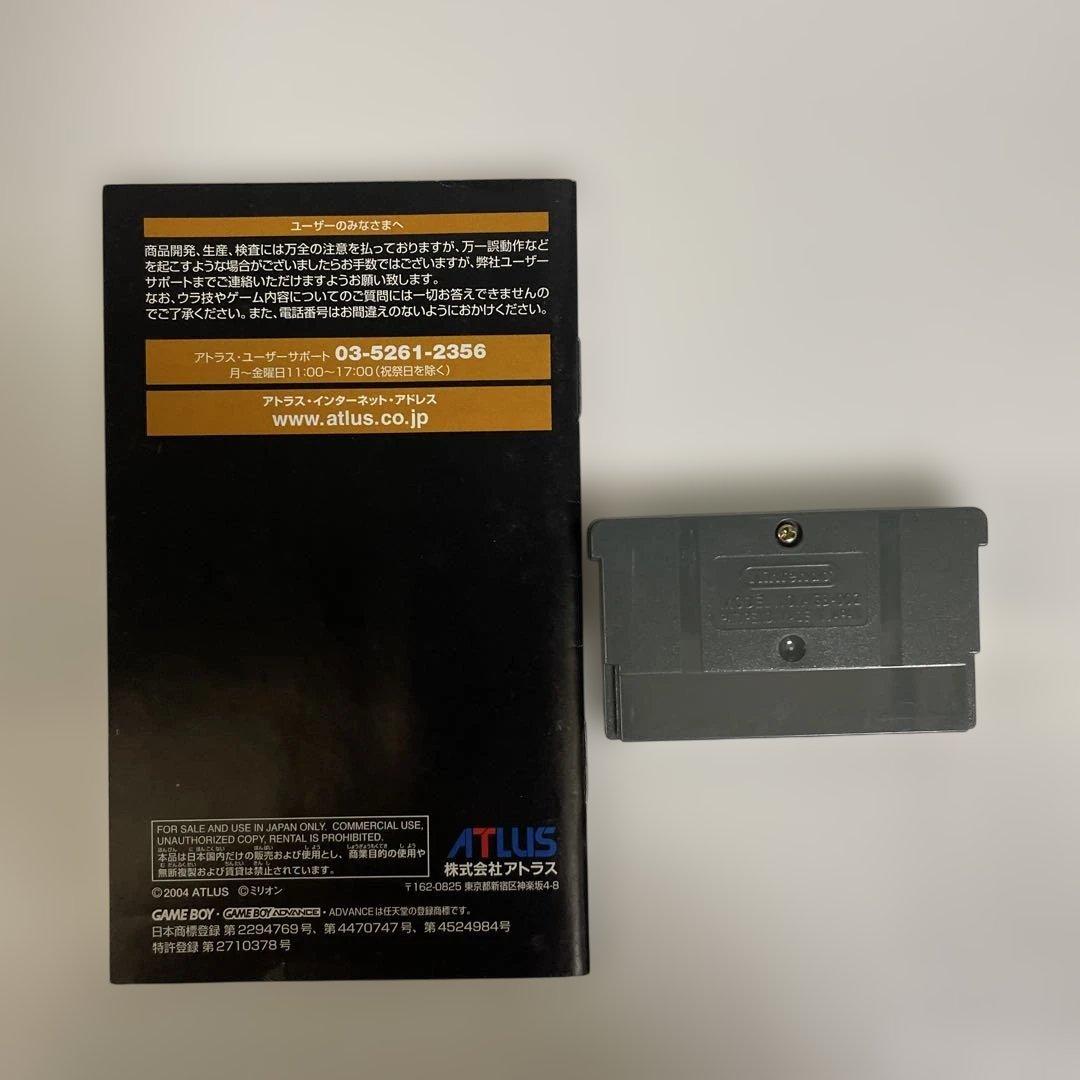 ユーザーのみなさまへ
商品開発、生産、検査には万全の注意を払っておりますが、万一誤動作など
を起こすような場合がございましたらお手数ではございますが、弊社ユーザー
サポートまでご連絡いただけますようお願い致します。
なお、ウラ技やゲーム内容についてのご質問には一切お答えできませんの
でご了承ください。また、電話番号はお間違えのないようにおかけください。
アトラス・ユーザーサポート 03-5261-2356
月～金曜日11:00～17:00(祝祭日を除く)
アトラス・インターネット・アドレス
www.atlus.co.jp
FOR SALE AND USE IN JAPAN ONLY. COMMERCIAL USE,
UNAUTHORIZED COPY, RENTAL IS PROHIBITED.
本品は日本国内だけの販売および使用とし、商業目的の使用や
無断複製および賃貸は禁止されています。
©2004 ATLUS ©ミリオン
ATLUS
株式会社アトラス
〒162-0825 東京都新宿区神楽坂4-8
GAME BOY・GAME BOY ADVANCE・ADVANCEは任天堂の登録商標です。
日本商標登録 第2294769号、第4470747号、第4524984号
特許登録 第2710378号
Nintendo
MODEL NO.